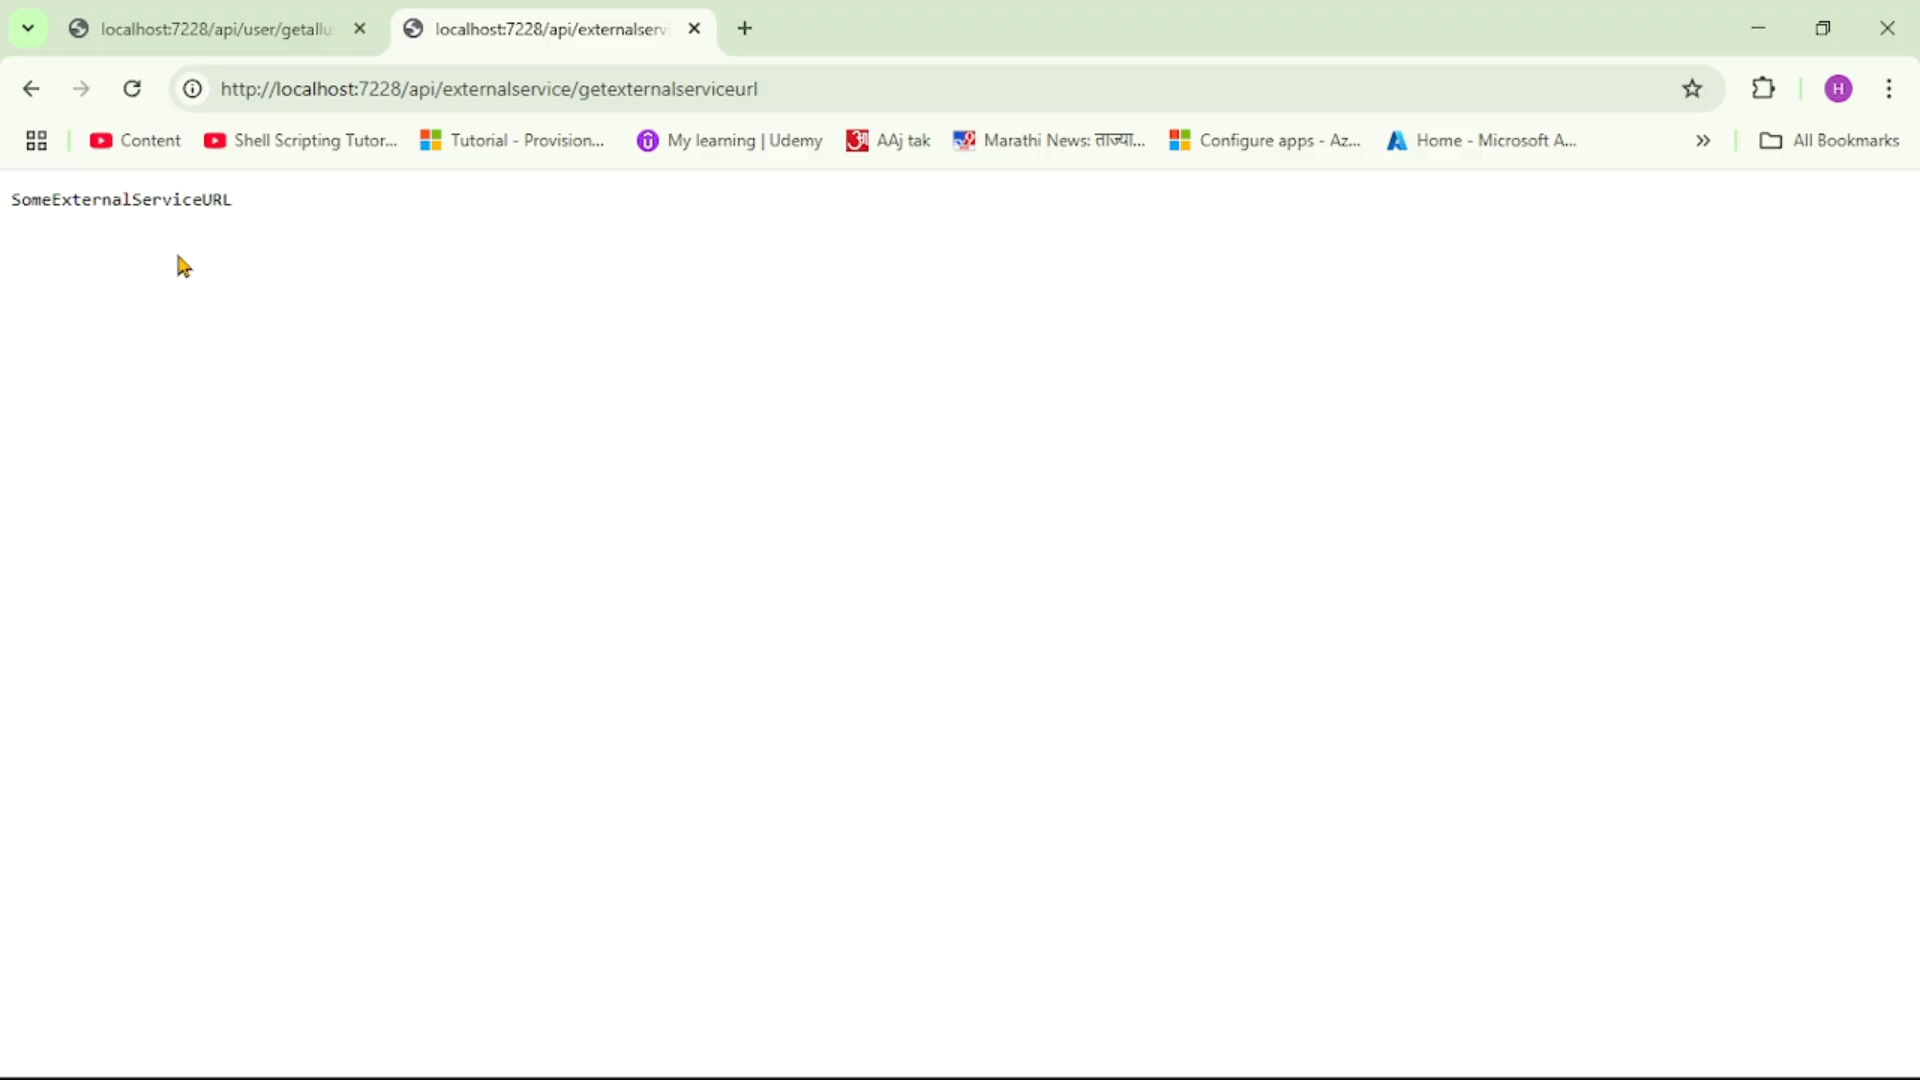 localhost:7228/api/user/getallu
localhost:7228/api/externalserv
http://localhost:7228/api/externalservice/getexternalserviceurl
H
Content
Shell Scripting Tutor...
Tutorial - Provision...
My learning | Udemy
AAj tak
Marathi News: ताज्या...
Configure apps - Az...
Home - Microsoft A...
All Bookmarks
SomeExternalServiceURL